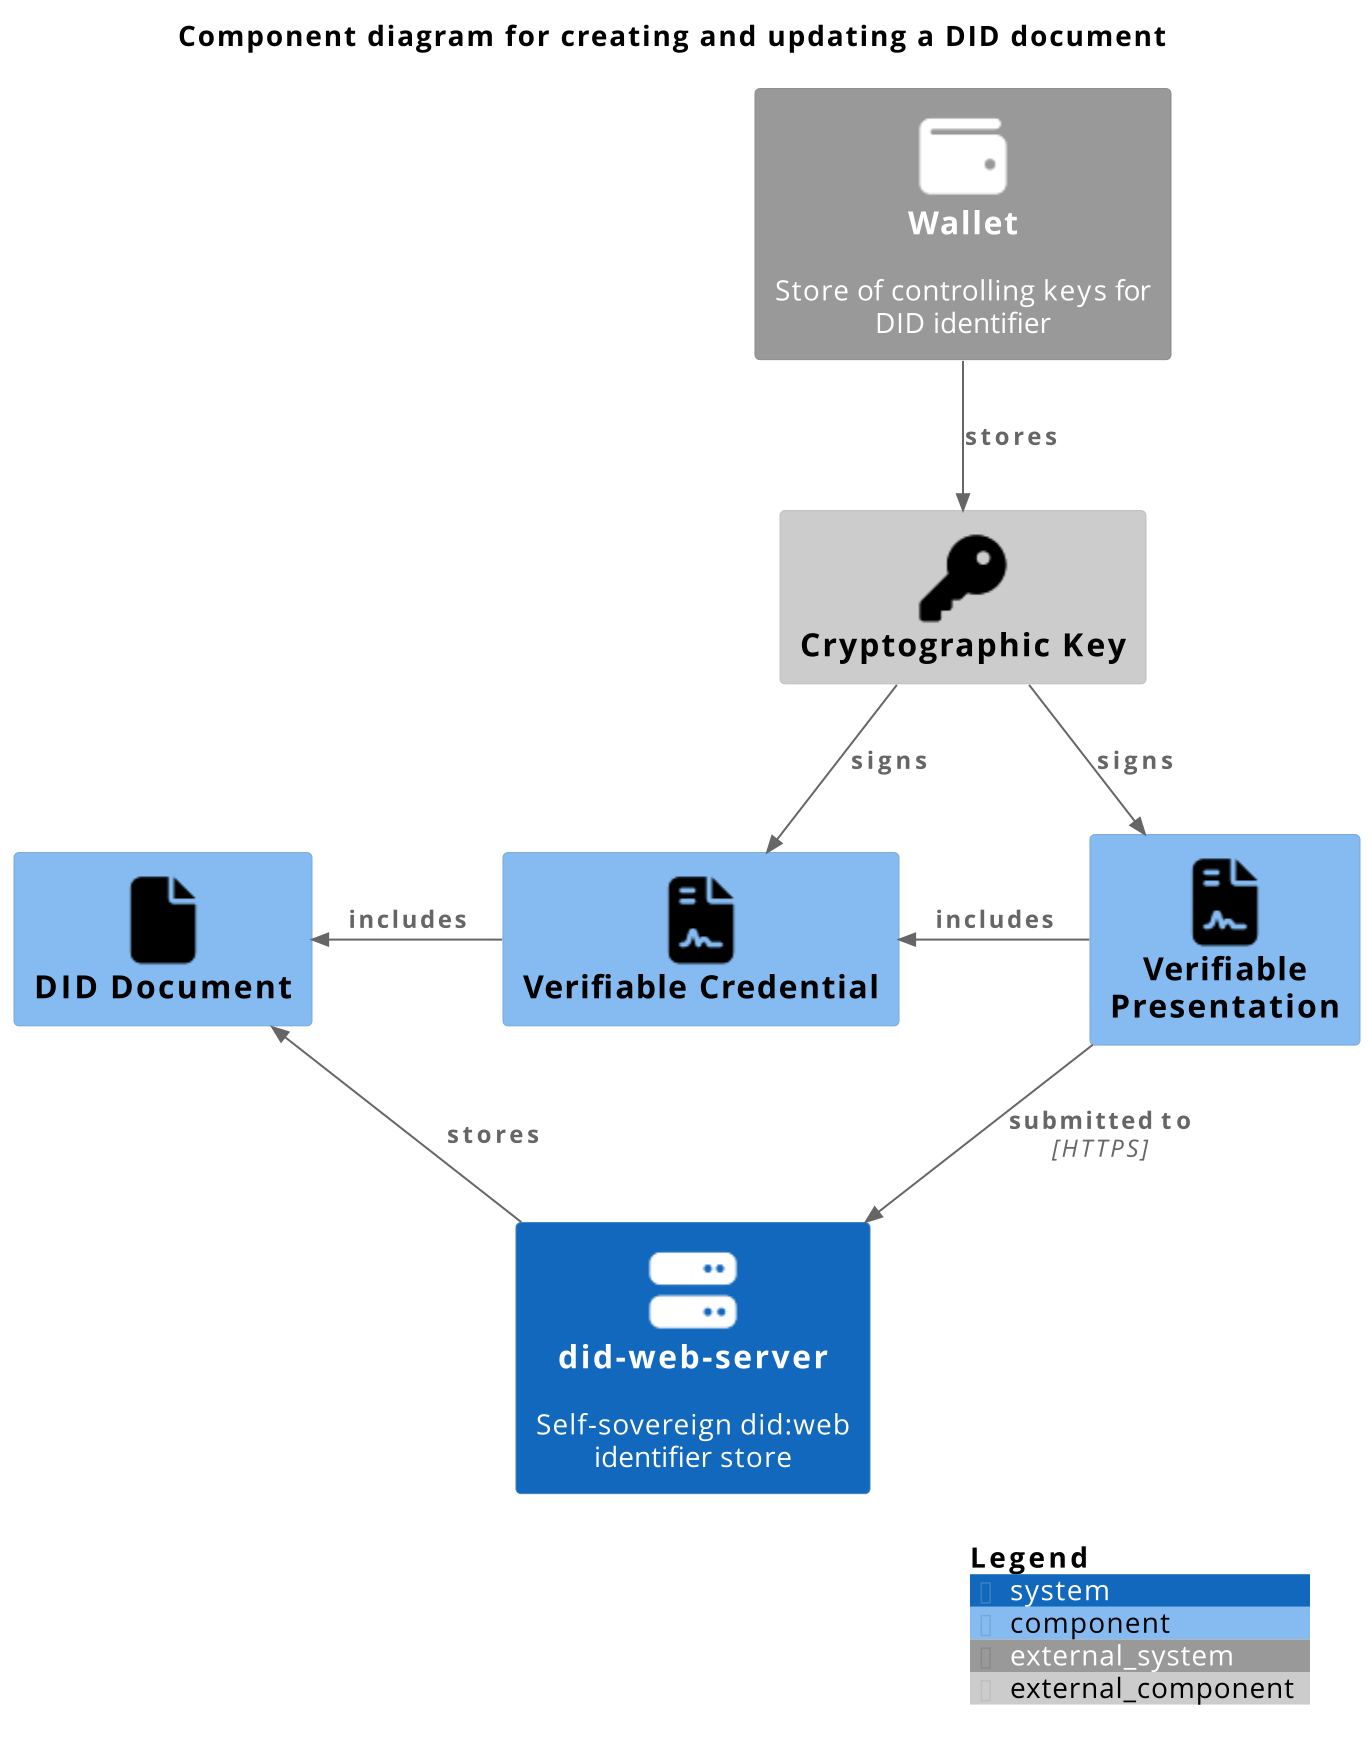 Component diagram for creating and updating a DID document
Wallet
Store of controlling keys for
DID identifier
stores
Cryptographic Key
signs
signs
DID Document
includes
Verifiable Credential
includes
Verifiable
Presentation
stores
submitted to
[HTTPS]
did-web-server
Self-sovereign did:web
identifier store
Legend
system
component
external_system
external_component